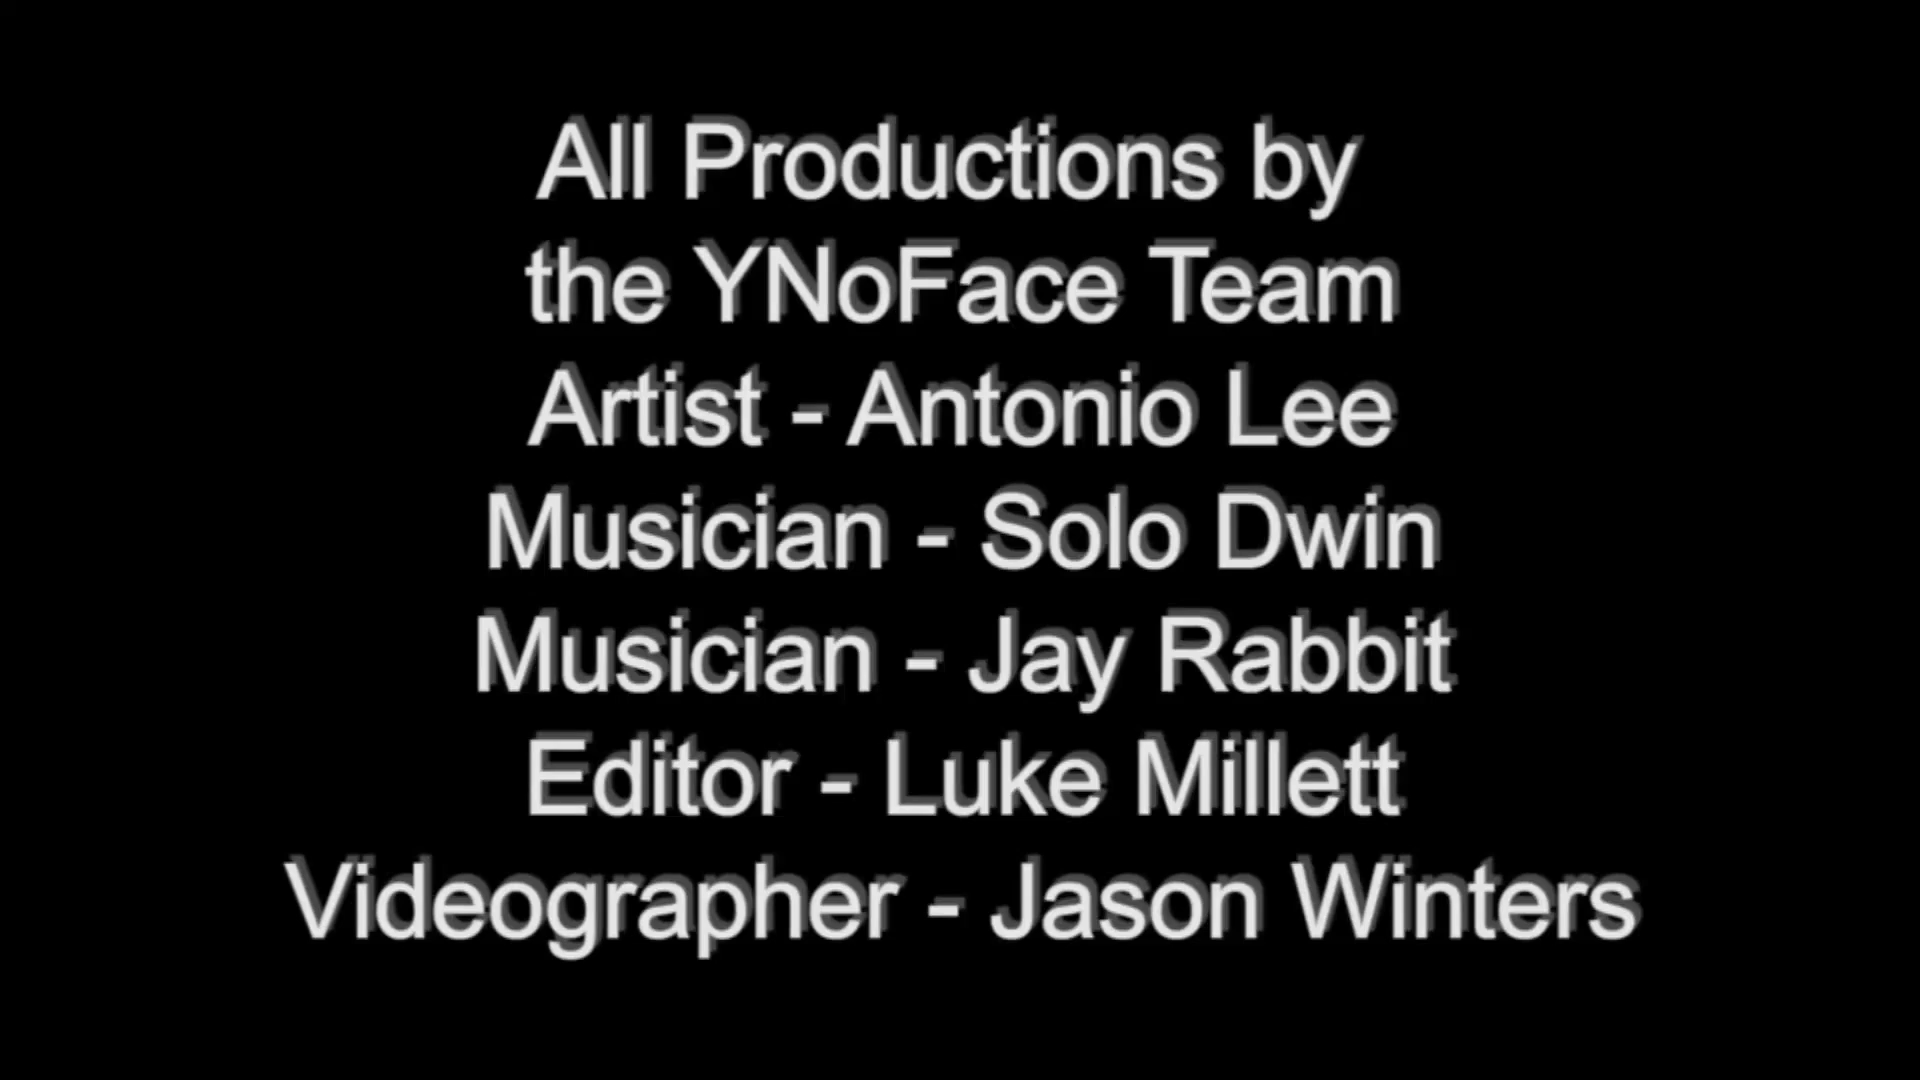 All Productions by
the YNoFace Team
Artist - Antonio Lee
Musician - Solo Dwin
Musician - Jay Rabbit
Editor - Luke Millett
Videographer - Jason Winters